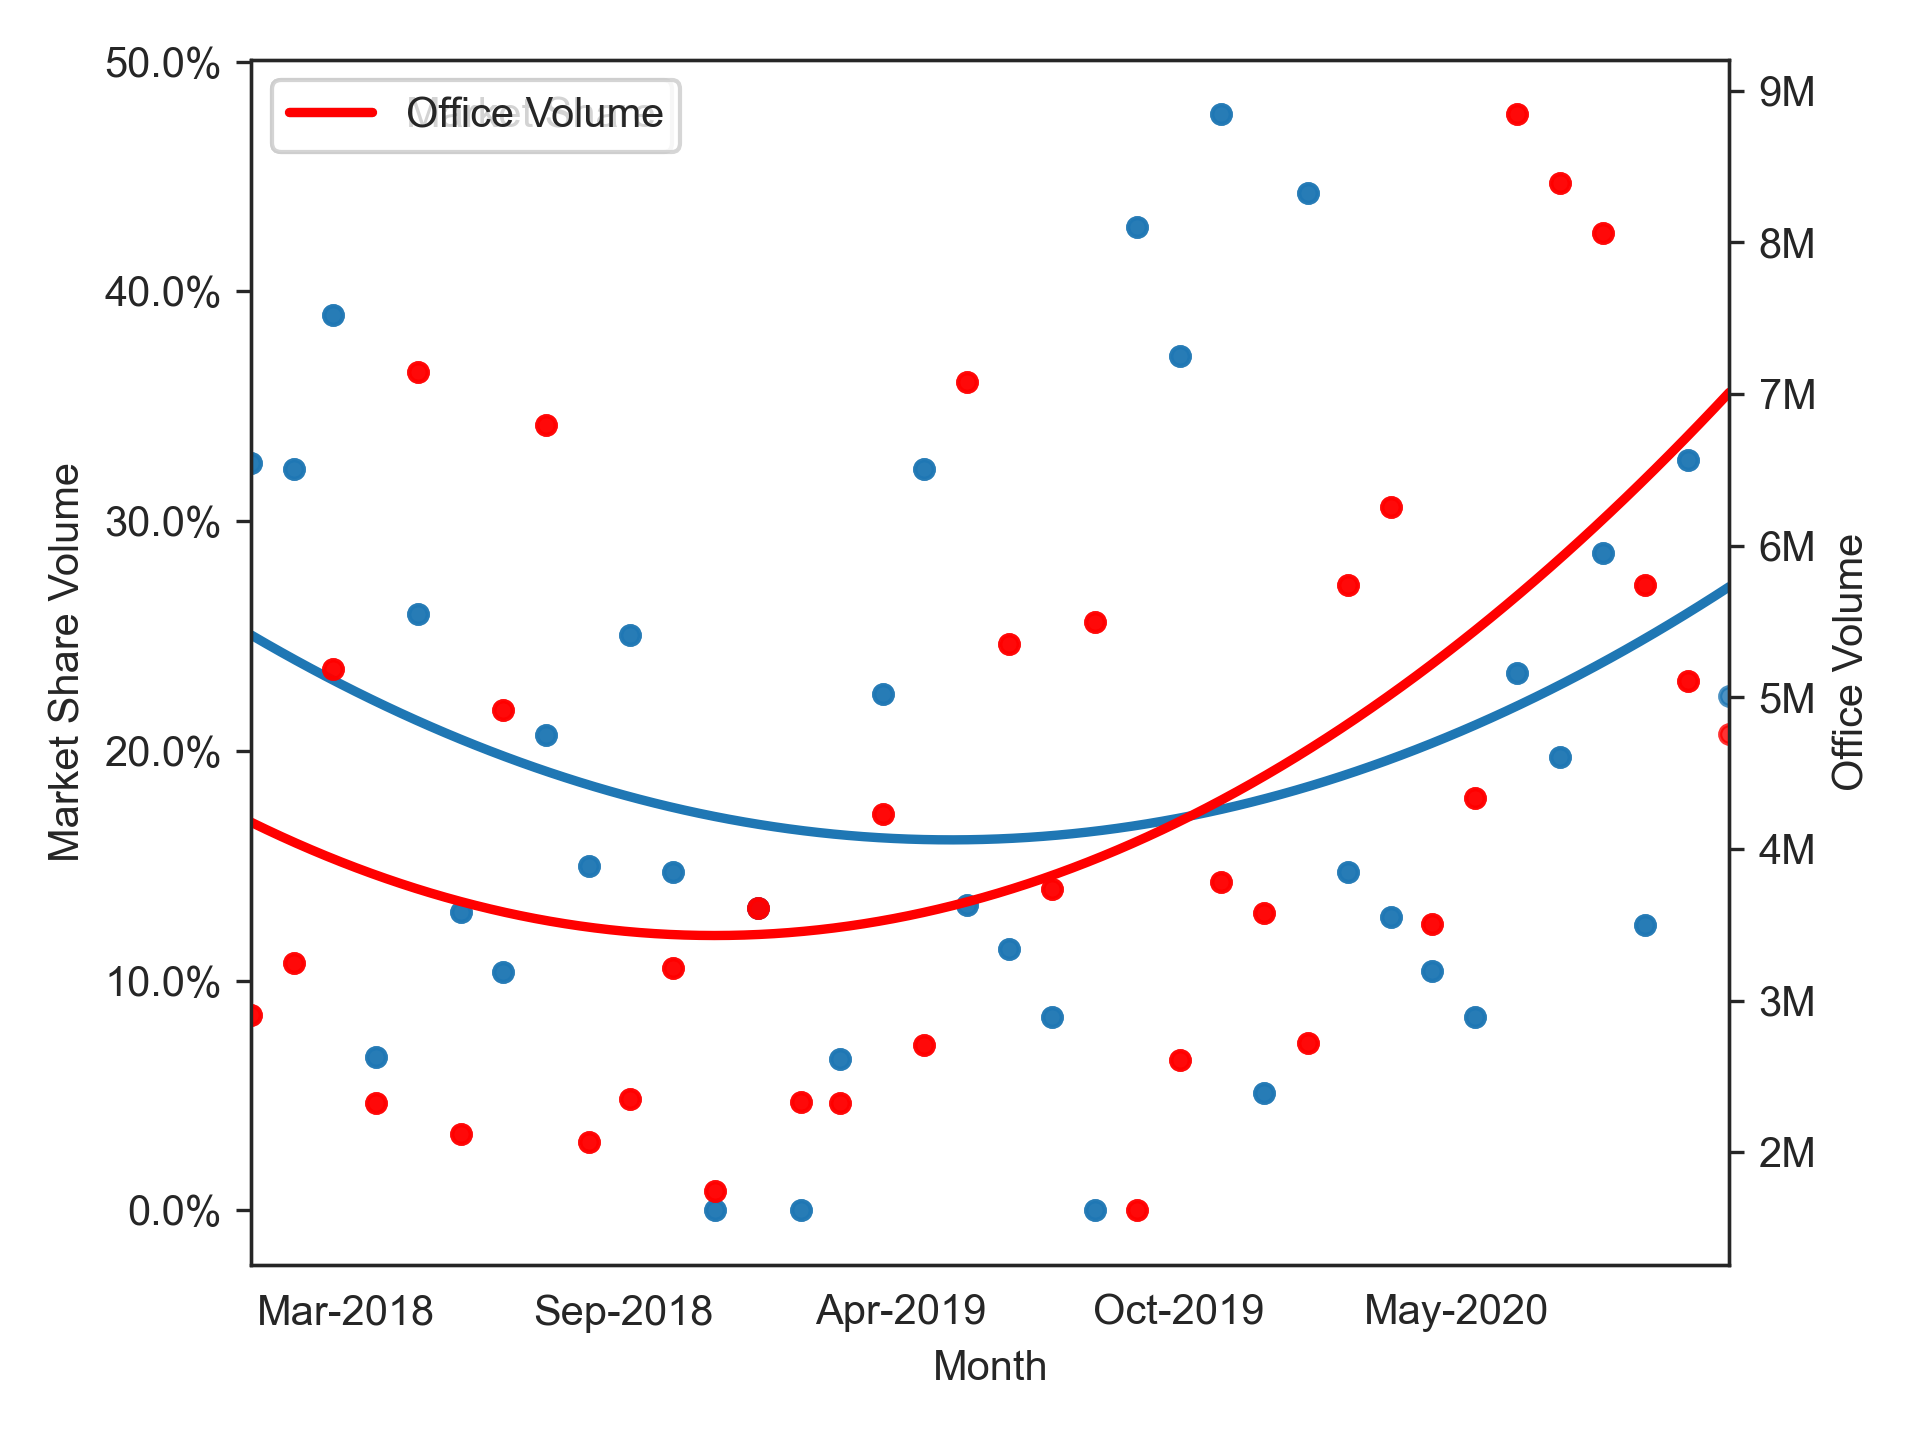 50.0%
40.0%
30.0%
20.0%
10.0%
0.0%
Market Share Volume
Market Share
Office Volume
9M
8M
7M
6M
5M
4M
3M
2M
Office Volume
Mar-2018
Sep-2018
Apr-2019
Oct-2019
May-2020
Month